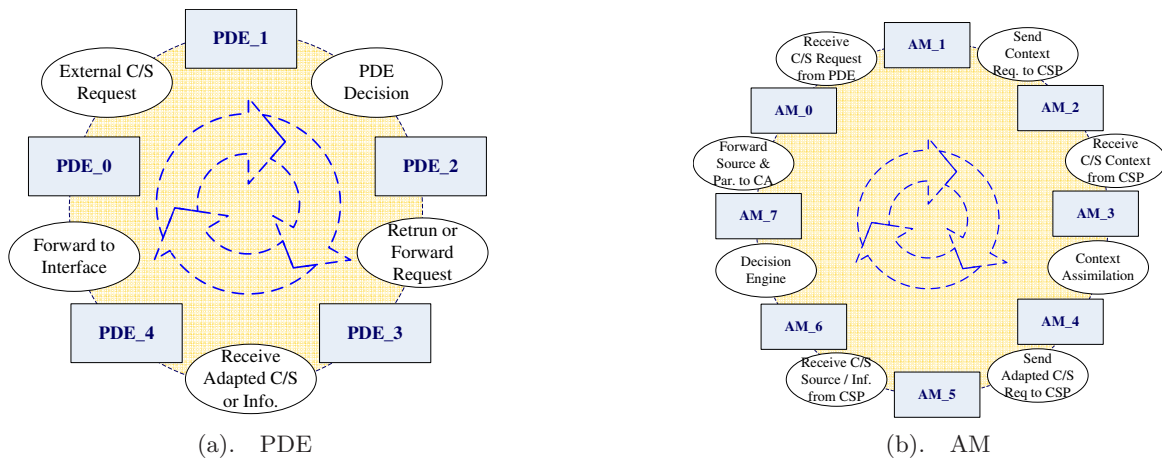 PDE_1
External C/S
Request
PDE
Decision
PDE_0
PDE_2
Forward to
Interface
Retrun or
Forward
Request
PDE_4
PDE_3
Receive
Adapted C/S
or Info.
(a). PDE
AM_1
Receive
C/S Request
from PDE
Send
Context
Req. to CSP
AM_0
AM_2
Forward
Source &
Par. to CA
Receive
C/S Context
from CSP
AM_7
AM_3
Decision
Engine
Context
Assimilation
AM_6
AM_4
Receive C/S
Source / Inf.
from CSP
Send
Adapted C/S
Req to CSP
AM_5
(b). AM